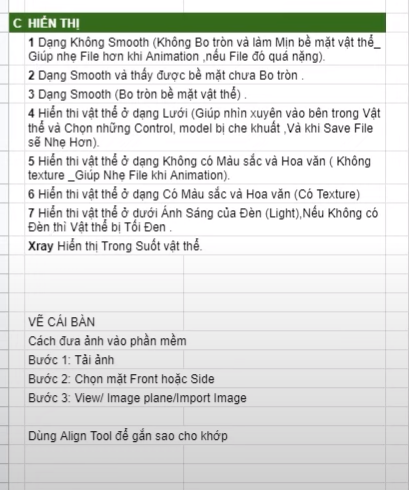 C HIỂN THỊ
1 Dạng Không Smooth (Không Bo tròn và làm Mịn bề mặt vật thể_
Giúp nhẹ File hơn khi Animation ,nếu File đó quá nặng).
2 Dạng Smooth và thấy được bề mặt chưa Bo tròn .
3 Dạng Smooth (Bo tròn bề mặt vật thể) .
4 Hiển thi vật thể ở dạng Lưới (Giúp nhìn xuyên vào bên trong Vật
thể và Chọn những Control, model bị che khuất ,Và khi Save File
sẽ Nhẹ Hơn).
5 Hiển thi vật thể ở dạng Không có Màu sắc và Hoa văn ( Không
texture _Giúp Nhẹ File khi Animation).
6 Hiển thi vật thể ở dạng Có Màu sắc và Hoa văn (Có Texture)
7 Hiển thi vật thể ở dưới Ánh Sáng của Đèn (Light),Nếu Không có
Đèn thì Vật thể bị Tối Đen .
Xray Hiển thị Trong Suốt vật thể.
VẼ CÁI BÀN
Cách đưa ảnh vào phần mềm
Bước 1: Tải ảnh
Bước 2: Chọn mặt Front hoặc Side
Bước 3: View/ Image plane/Import Image
Dùng Align Tool để gắn sao cho khớp